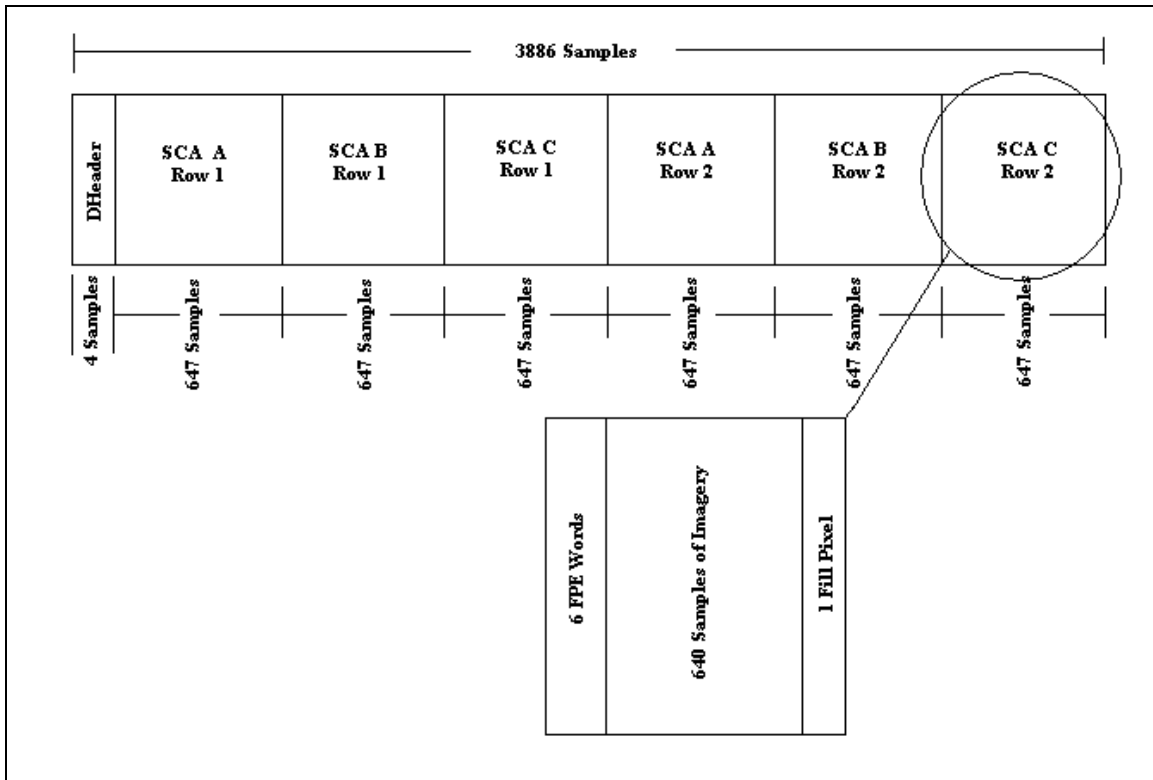 3886 Samples
DHeader
SCA A
Row 1
SCA B
Row 1
SCA C
Row 1
SCA A
Row 2
SCA B
Row 2
SCA C
Row 2
4 Samples
647 Samples
647 Samples
647 Samples
647 Samples
647 Samples
647 Samples
6 FPE Words
640 Samples of Imagery
1 Fill Pixel